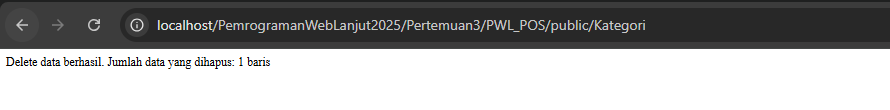 localhost/PemrogramanWebLanjut2025/Pertemuan3/PWL_POS/public/Kategori
Delete data berhasil. Jumlah data yang dihapus: 1 baris